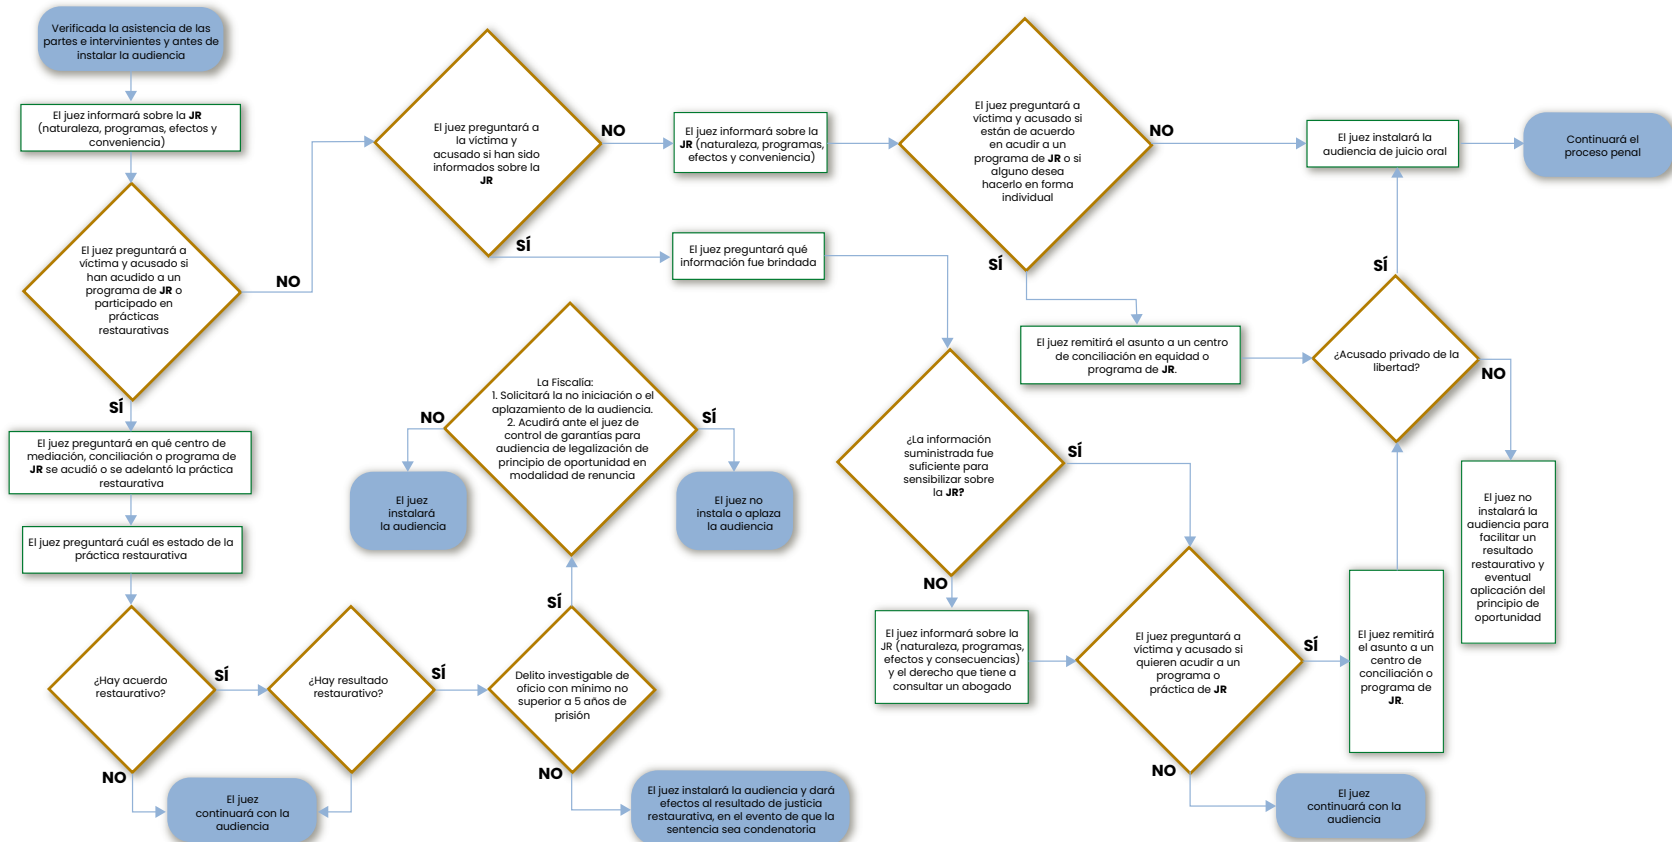 Verificada la asistencia de las
partes e intervinientes y antes de
instalar la audiencia
El juez informará sobre la JR
(naturaleza, programas, efectos y
conveniencia)
El juez preguntará a
víctima y acusado si
han acudido a un
programa de JR o
participado en
prácticas
restaurativas
NO
SÍ
El juez preguntará en qué centro de
mediación, conciliación o programa de
JR se acudió o se adelantó la práctica
restaurativa
El juez preguntará cuál es estado de la
práctica restaurativa
¿Hay acuerdo
restaurativo?
SÍ
NO
¿Hay resultado
restaurativo?
SÍ
El juez
continuará con la
audiencia
Delito investigable de
oficio con mínimo no
superior a 5 años de
prisión
SÍ
NO
El juez instalará la audiencia y dará
efectos al resultado de justicia
restaurativa, en el evento de que la
sentencia sea condenatoria
La Fiscalía:
1. Solicitará la no iniciación o el
aplazamiento de la audiencia.
2. Acudirá ante el juez de
control de garantías para
audiencia de legalización de
principio de oportunidad en
modalidad de renuncia
NO
SÍ
El juez
instalará
la audiencia
El juez no
instala o aplaza
la audiencia
El juez preguntará a
la víctima y
acusado si han sido
informados sobre la
JR
NO
SÍ
El juez informará sobre la
JR (naturaleza, programas,
efectos y conveniencia)
El juez preguntará qué
información fue brindada
El juez preguntará a
víctima y acusado si
están de acuerdo
en acudir a un
programa de JR o si
alguno desea
hacerlo en forma
individual
NO
SÍ
El juez instalará la
audiencia de juicio oral
Continuará el
proceso penal
El juez remitirá el asunto a un centro
de conciliación en equidad o
programa de JR.
¿Acusado privado de la
libertad?
SÍ
NO
El juez no
instalará la
audiencia para
facilitar un
resultado
restaurativo y
eventual
aplicación del
principio de
oportunidad
¿La información
suministrada fue
suficiente para
sensibilizar sobre
la JR?
SÍ
NO
El juez informará sobre la
JR (naturaleza, programas,
efectos y consecuencias)
y el derecho que tiene a
consultar un abogado
El juez preguntará a
víctima y acusado si
quieren acudir a un
programa o
práctica de JR
SÍ
NO
El juez remitirá
el asunto a un
centro de
conciliación o
programa de
JR.
El juez
continuará con la
audiencia